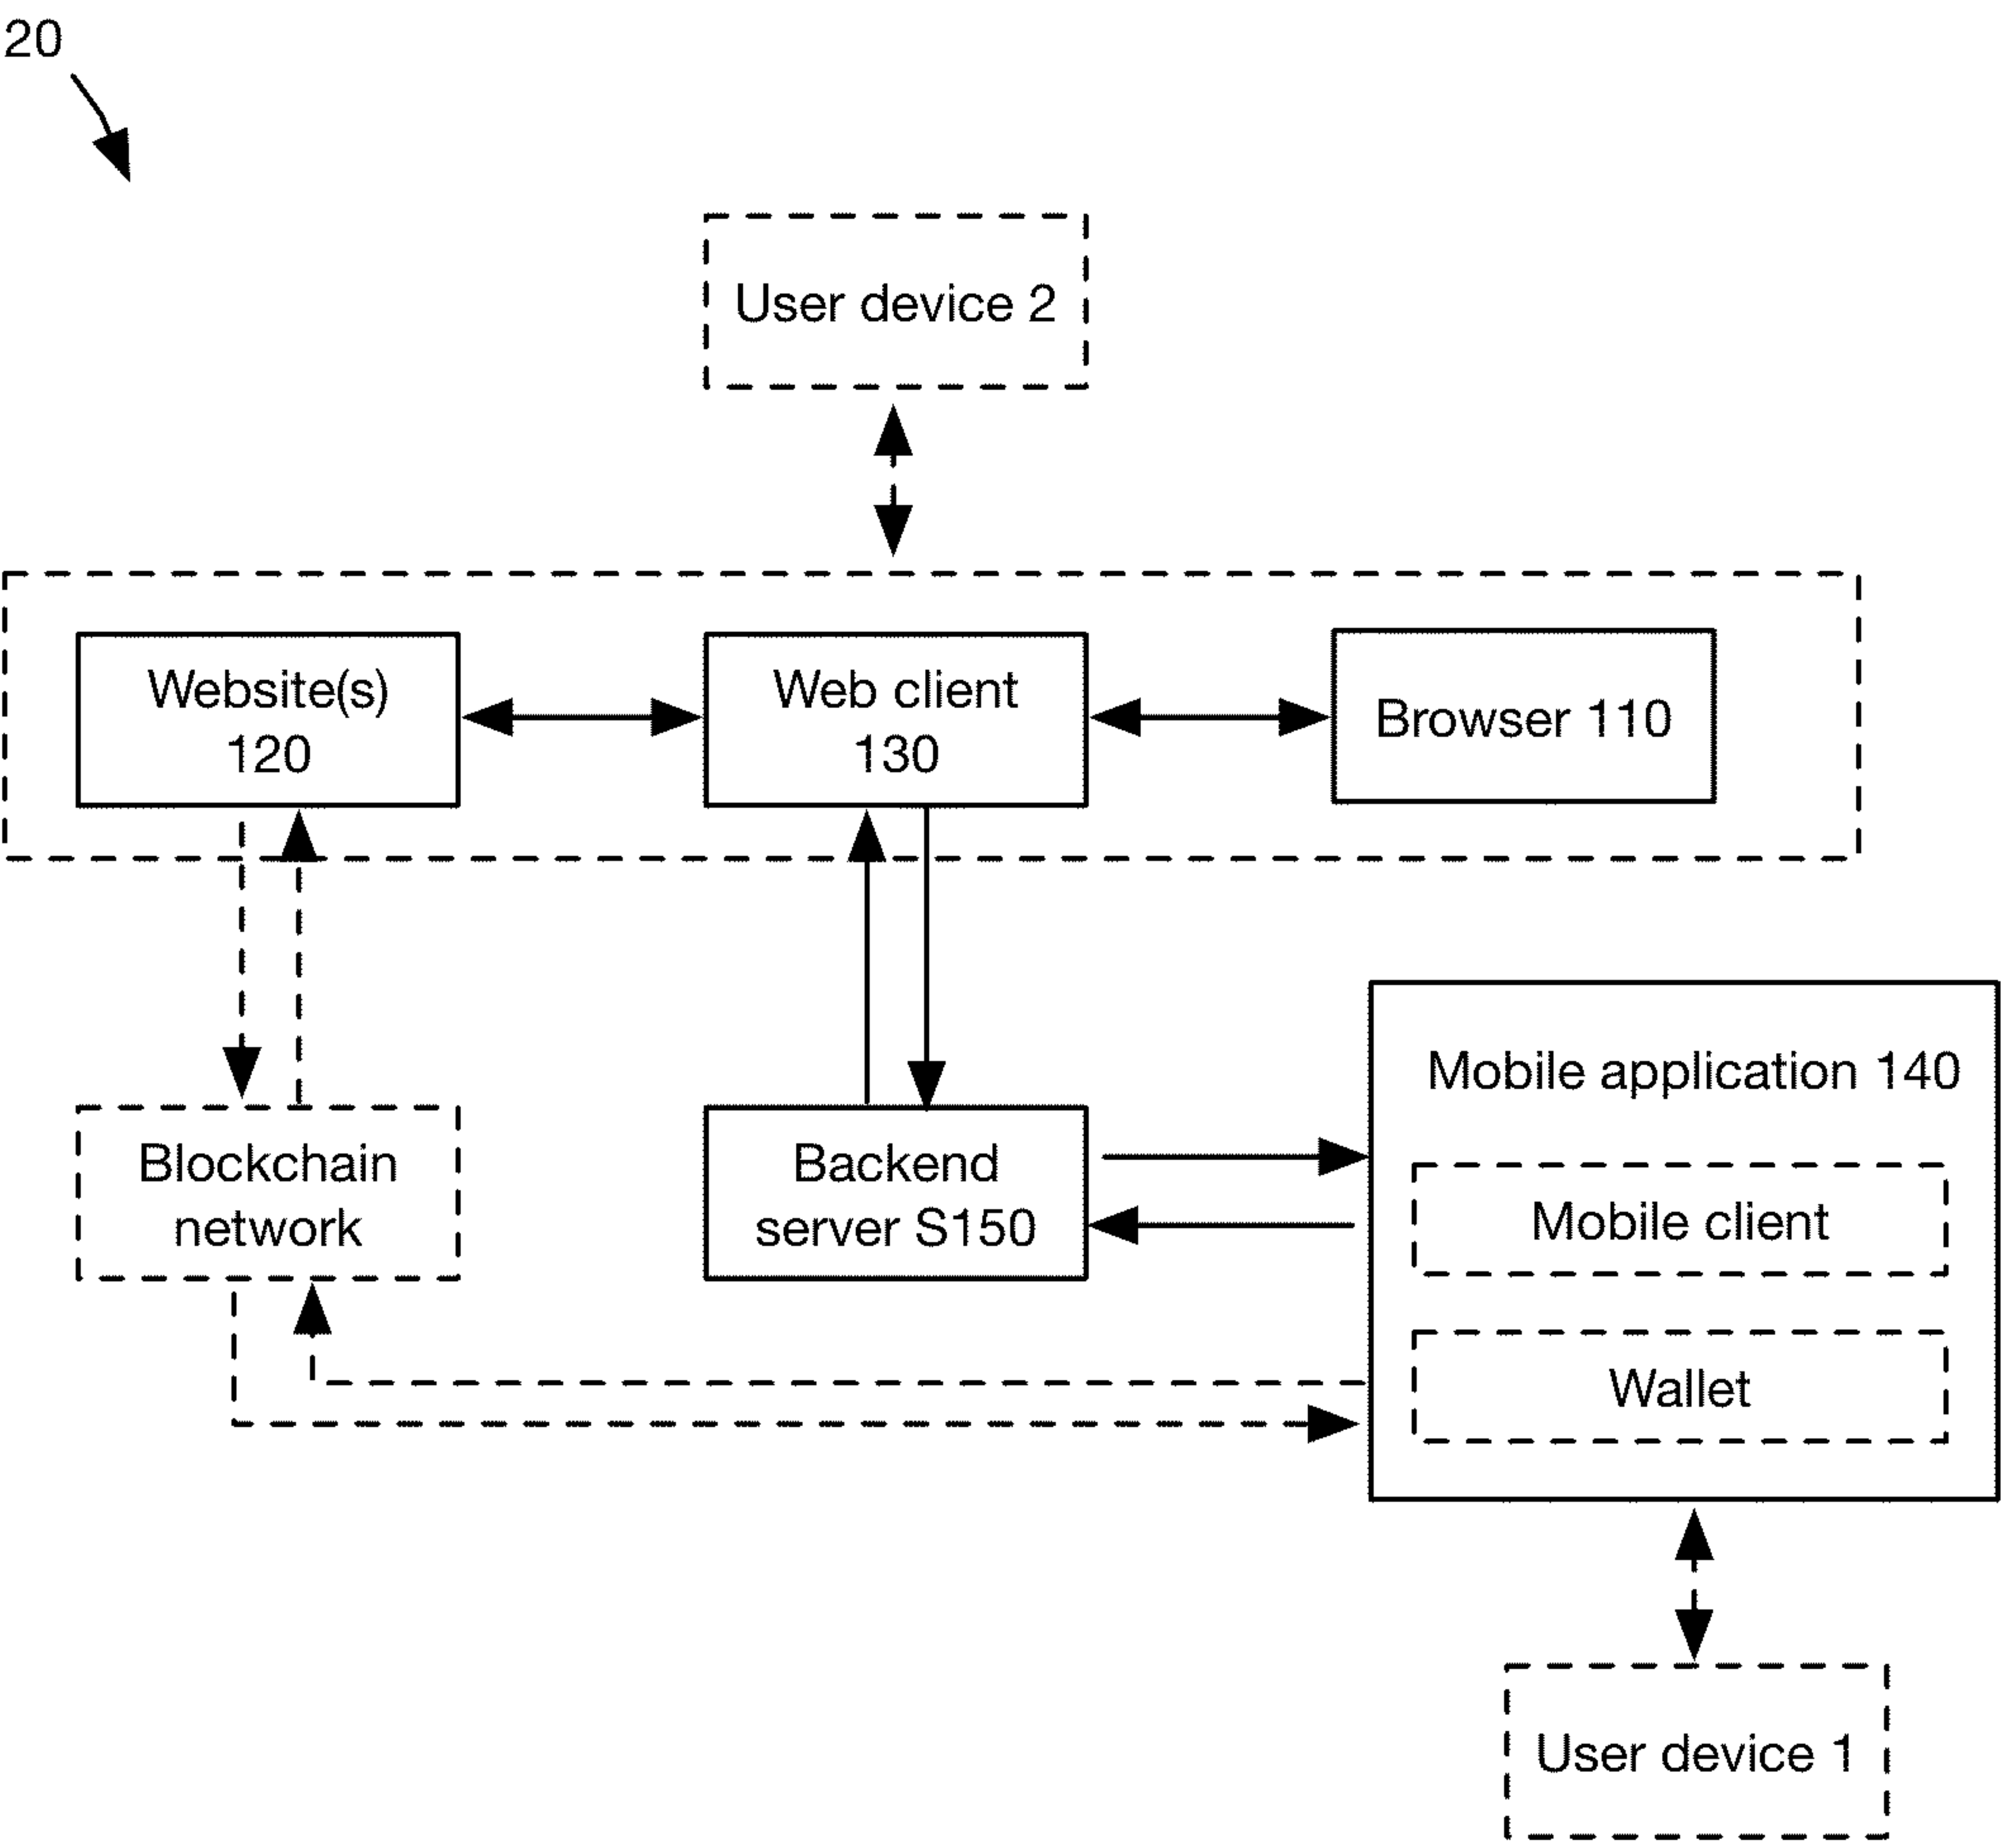 20
User device 2
Website(s)
120
Web client
130
Browser 110
Mobile application 140
Blockchain
network
Backend
server S150
Mobile client
Wallet
User device 1